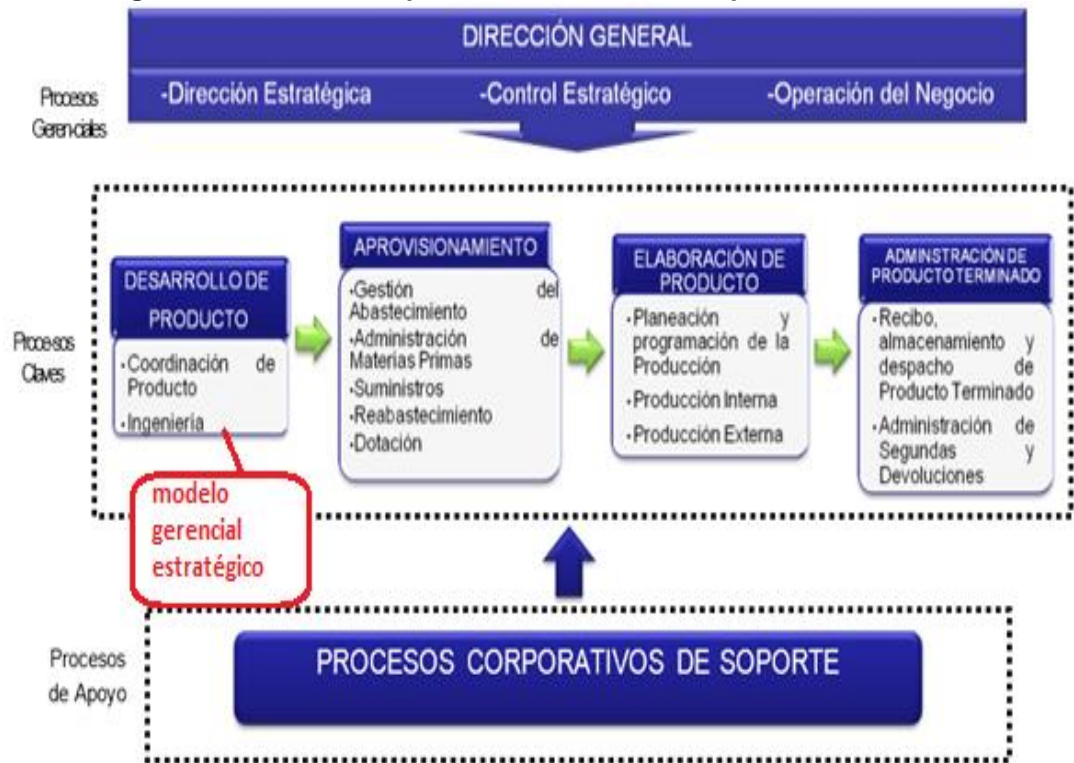 DIRECCIÓN GENERAL
-Dirección Estratégica
-Control Estratégico
-Operación del Negocio
Procesos
Gerenciales
Procesos
Claves
DESARROLLO DE
PRODUCTO
•Coordinación de
Producto
•Ingeniería
APROVISIONAMIENTO
•Gestión del
Abastecimiento
•Administración de
Materias Primas
•Suministros
•Reabastecimiento
•Dotación
ELABORACIÓN DE
PRODUCTO
•Planeación y
programación de la
Producción
•Producción Interna
•Producción Externa
ADMINSTRACIÓN DE
PRODUCTO TERMINADO
•Recibo,
almacenamiento y
despacho de
Producto Terminado
•Administración de
Segundas y
Devoluciones
modelo
gerencial
estratégico
Procesos
de Apoyo
PROCESOS CORPORATIVOS DE SOPORTE